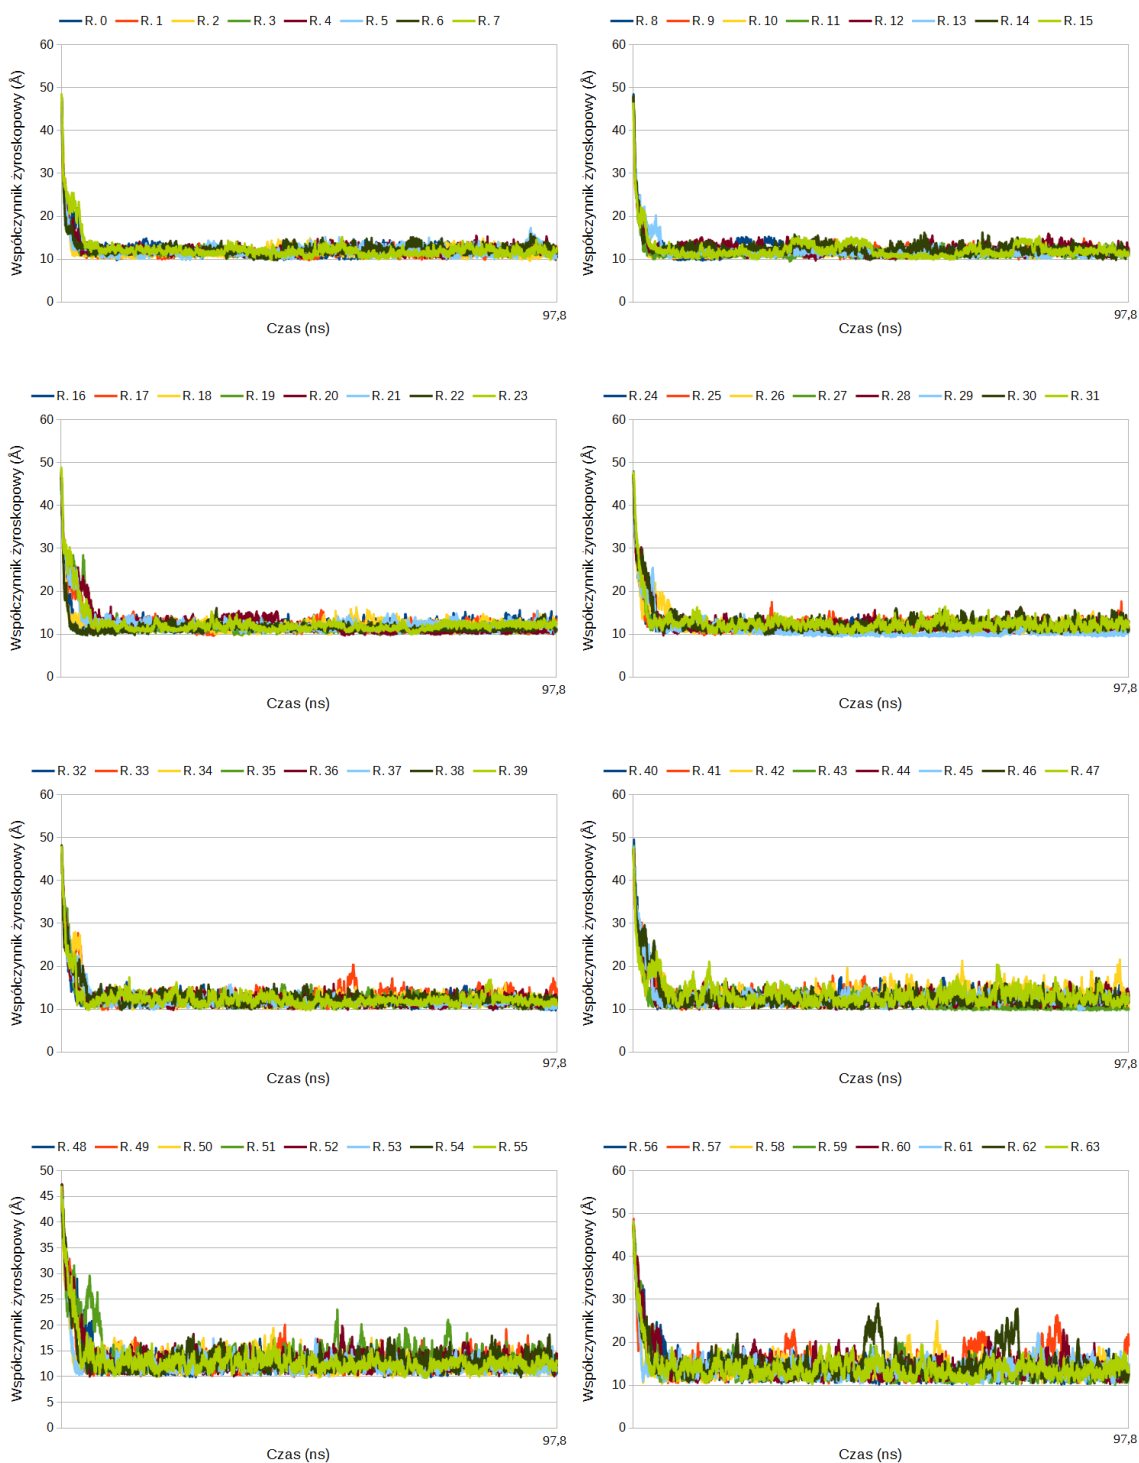 R. 0 R. 1 R. 2 R. 3 R. 4 R. 5 R. 6 R. 7
60
50
40
30
20
10
0
Współczynnik żyroskopowy (Å)
97,8
Czas (ns)
R. 8 R. 9 R. 10 R. 11 R. 12 R. 13 R. 14 R. 15
60
50
40
30
20
10
0
Współczynnik żyroskopowy (Å)
97,8
Czas (ns)
R. 16 R. 17 R. 18 R. 19 R. 20 R. 21 R. 22 R. 23
60
50
40
30
20
10
0
Współczynnik żyroskopowy (Å)
97,8
Czas (ns)
R. 24 R. 25 R. 26 R. 27 R. 28 R. 29 R. 30 R. 31
60
50
40
30
20
10
0
Współczynnik żyroskopowy (Å)
97,8
Czas (ns)
R. 32 R. 33 R. 34 R. 35 R. 36 R. 37 R. 38 R. 39
60
50
40
30
20
10
0
Współczynnik żyroskopowy (Å)
97,8
Czas (ns)
R. 40 R. 41 R. 42 R. 43 R. 44 R. 45 R. 46 R. 47
60
50
40
30
20
10
0
Współczynnik żyroskopowy (Å)
97,8
Czas (ns)
R. 48 R. 49 R. 50 R. 51 R. 52 R. 53 R. 54 R. 55
50
45
40
35
30
25
20
15
10
5
0
Współczynnik żyroskopowy (Å)
97,8
Czas (ns)
R. 56 R. 57 R. 58 R. 59 R. 60 R. 61 R. 62 R. 63
60
50
40
30
20
10
0
Współczynnik żyroskopowy (Å)
97,8
Czas (ns)